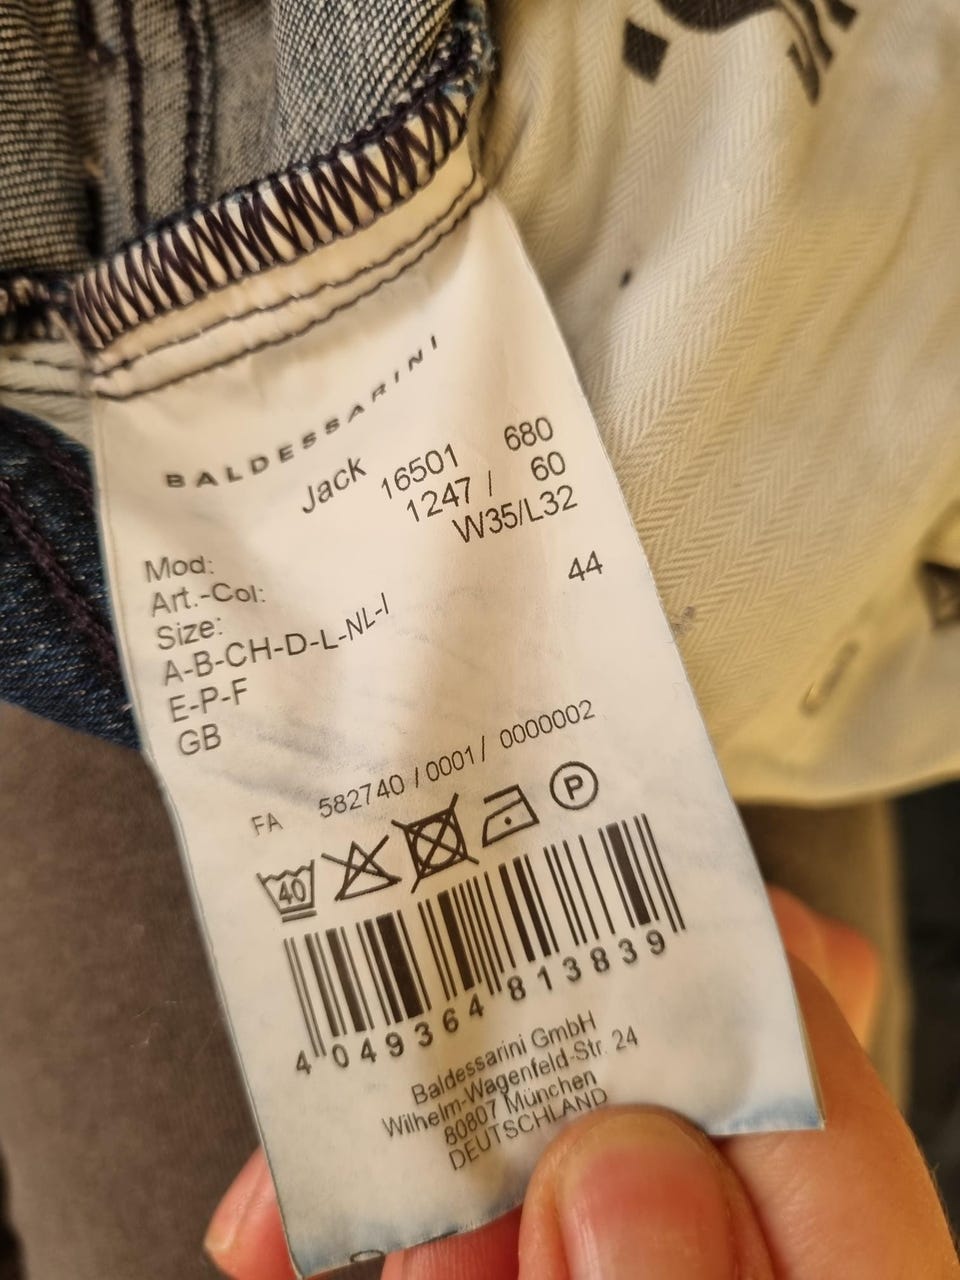 BALDESSARINI
Mod: Jack 16501 680
Art.-Col: 1247 / 60
Size: W35/L32
A-B-CH-D-L-NL-I
E-P-F 44
GB
FA 582740 / 0001 / 0000002
40 P
4 049364 813839
Baldessarini GmbH
Wilhelm-Wagenfeld-Str. 24
80807 München
DEUTSCHLAND